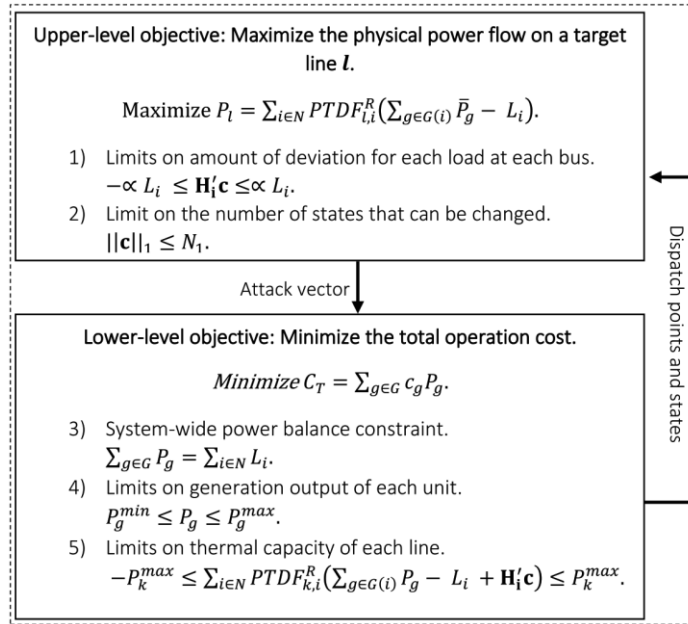 Upper-level objective: Maximize the physical power flow on a target
line l.
Maximize P_l = ∑_{i∈N} PTDF^R_{l,i}(∑_{g∈G(i)} P̄_g − L_i).
1) Limits on amount of deviation for each load at each bus.
−∝ L_i ≤ H′_i c ≤∝ L_i.
2) Limit on the number of states that can be changed.
||c||_1 ≤ N_1.
Attack vector
Dispatch points and states
Lower-level objective: Minimize the total operation cost.
Minimize C_T = ∑_{g∈G} c_g P_g.
3) System-wide power balance constraint.
∑_{g∈G} P_g = ∑_{i∈N} L_i.
4) Limits on generation output of each unit.
P_g^{min} ≤ P_g ≤ P_g^{max}.
5) Limits on thermal capacity of each line.
−P_k^{max} ≤ ∑_{i∈N} PTDF^R_{k,i}(∑_{g∈G(i)} P_g − L_i + H′_i c) ≤ P_k^{max}.